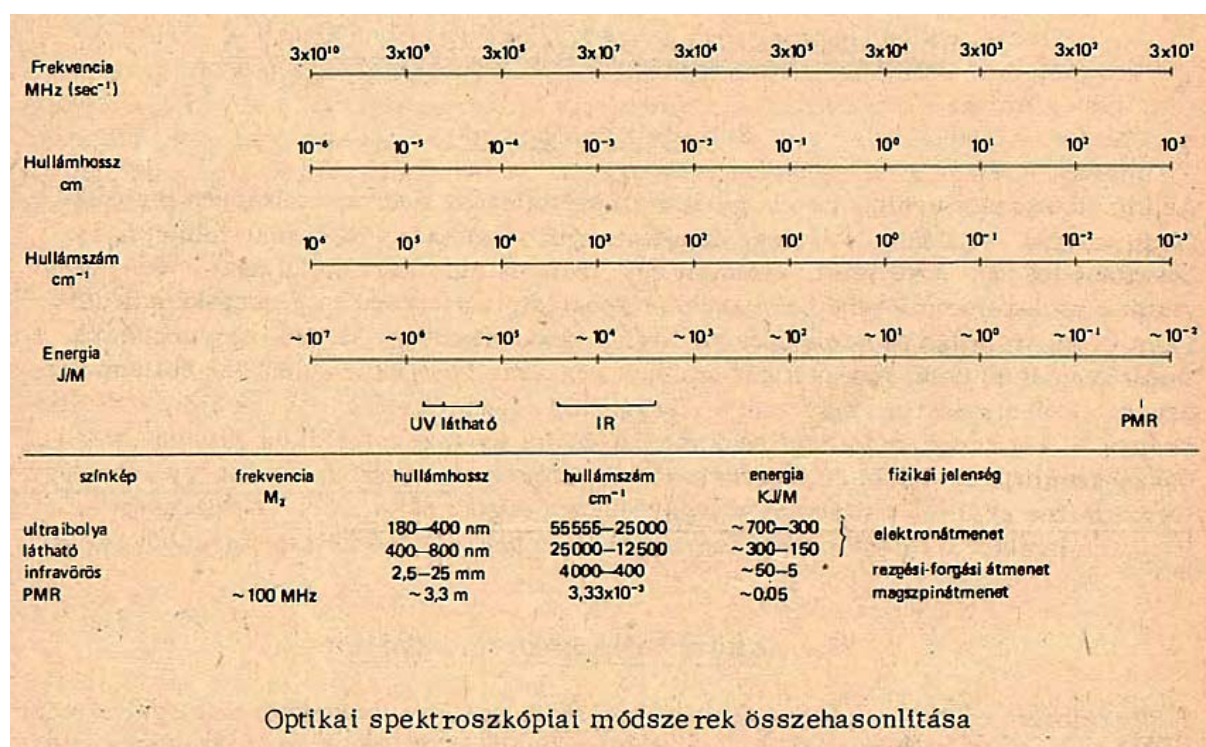 3x10¹⁰ 3x10⁹ 3x10⁸ 3x10⁷ 3x10⁶ 3x10⁵ 3x10⁴ 3x10³ 3x10² 3x10¹
Frekvencia
MHz (sec⁻¹)
10⁻⁶ 10⁻⁵ 10⁻⁴ 10⁻³ 10⁻² 10⁻¹ 10⁰ 10¹ 10² 10³
Hullámhossz
cm
10⁶ 10⁵ 10⁴ 10³ 10² 10¹ 10⁰ 10⁻¹ 10⁻² 10⁻³
Hullámszám
cm⁻¹
~10⁷ ~10⁶ ~10⁵ ~10⁴ ~10³ ~10² ~10¹ ~10⁰ ~10⁻¹ ~10⁻²
Energia
J/M
UV látható IR PMR
színkép frekvencia hullámhossz hullámszám energia fizikai jelenség
cm⁻¹ KJ/M
ultraibolya 180–400 nm 55555–25000 ~700–300
elektronátmenet
látható 400–800 nm 25000–12500 ~300–150
infravörös 2,5–25 mm 4000–400 ~50–5 rezgési-forgási átmenet
PMR ~100 MHz ~3,3 m 3,33x10⁻³ ~0.05 magszpinátmenet
Optikai spektroszkópiai módszerek összehasonlítása